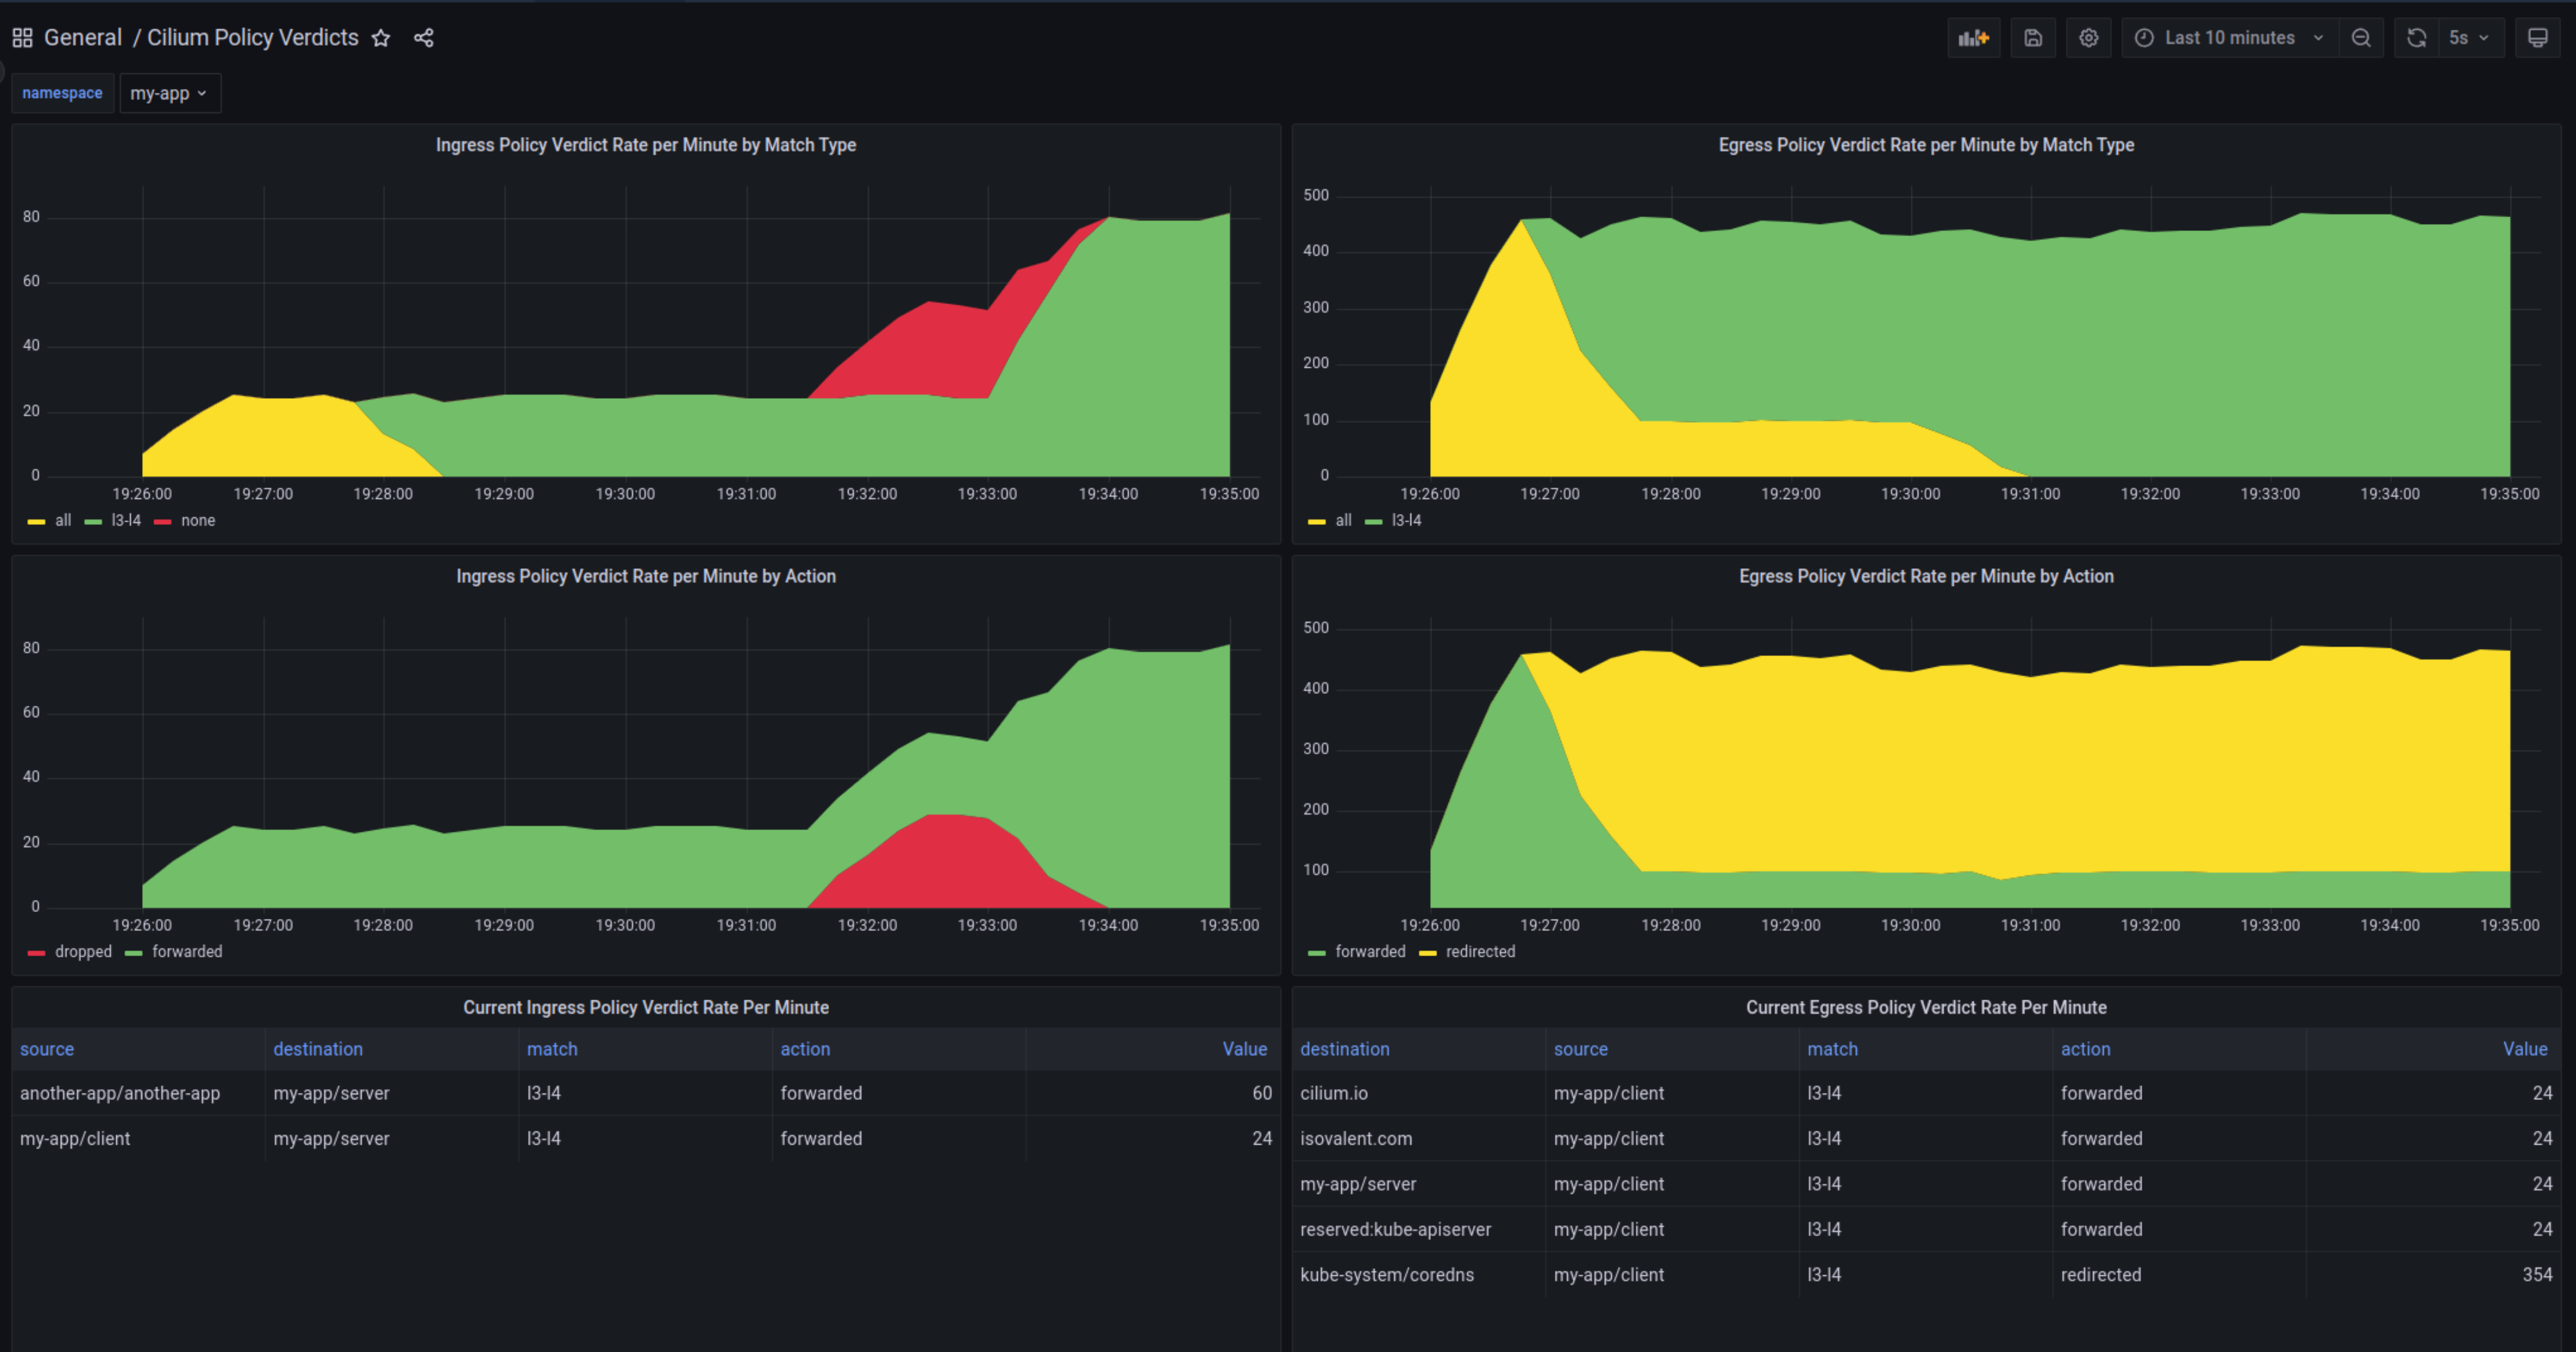 General / Cilium Policy Verdicts
Last 10 minutes
5s
namespace my-app
Ingress Policy Verdict Rate per Minute by Match Type
80
60
40
20
0
19:26:00 19:27:00 19:28:00 19:29:00 19:30:00 19:31:00 19:32:00 19:33:00 19:34:00 19:35:00
all l3-l4 none
Egress Policy Verdict Rate per Minute by Match Type
500
400
300
200
100
0
19:26:00 19:27:00 19:28:00 19:29:00 19:30:00 19:31:00 19:32:00 19:33:00 19:34:00 19:35:00
all l3-l4
Ingress Policy Verdict Rate per Minute by Action
80
60
40
20
0
19:26:00 19:27:00 19:28:00 19:29:00 19:30:00 19:31:00 19:32:00 19:33:00 19:34:00 19:35:00
dropped forwarded
Egress Policy Verdict Rate per Minute by Action
500
400
300
200
100
19:26:00 19:27:00 19:28:00 19:29:00 19:30:00 19:31:00 19:32:00 19:33:00 19:34:00 19:35:00
forwarded redirected
Current Ingress Policy Verdict Rate Per Minute
source destination match action Value
another-app/another-app my-app/server l3-l4 forwarded 60
my-app/client my-app/server l3-l4 forwarded 24
Current Egress Policy Verdict Rate Per Minute
destination source match action Value
cilium.io my-app/client l3-l4 forwarded 24
isovalent.com my-app/client l3-l4 forwarded 24
my-app/server my-app/client l3-l4 forwarded 24
reserved:kube-apiserver my-app/client l3-l4 forwarded 24
kube-system/coredns my-app/client l3-l4 redirected 354